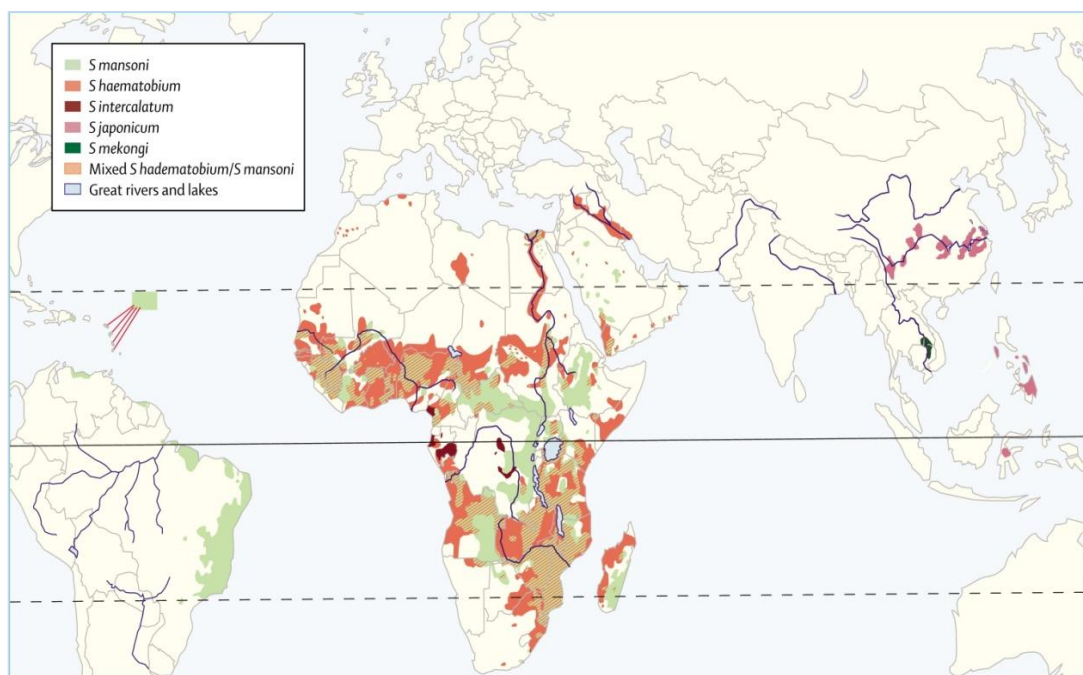 S mansoni
S haematobium
S intercalatum
S japonicum
S mekongi
Mixed S hadematobium/S mansoni
Great rivers and lakes